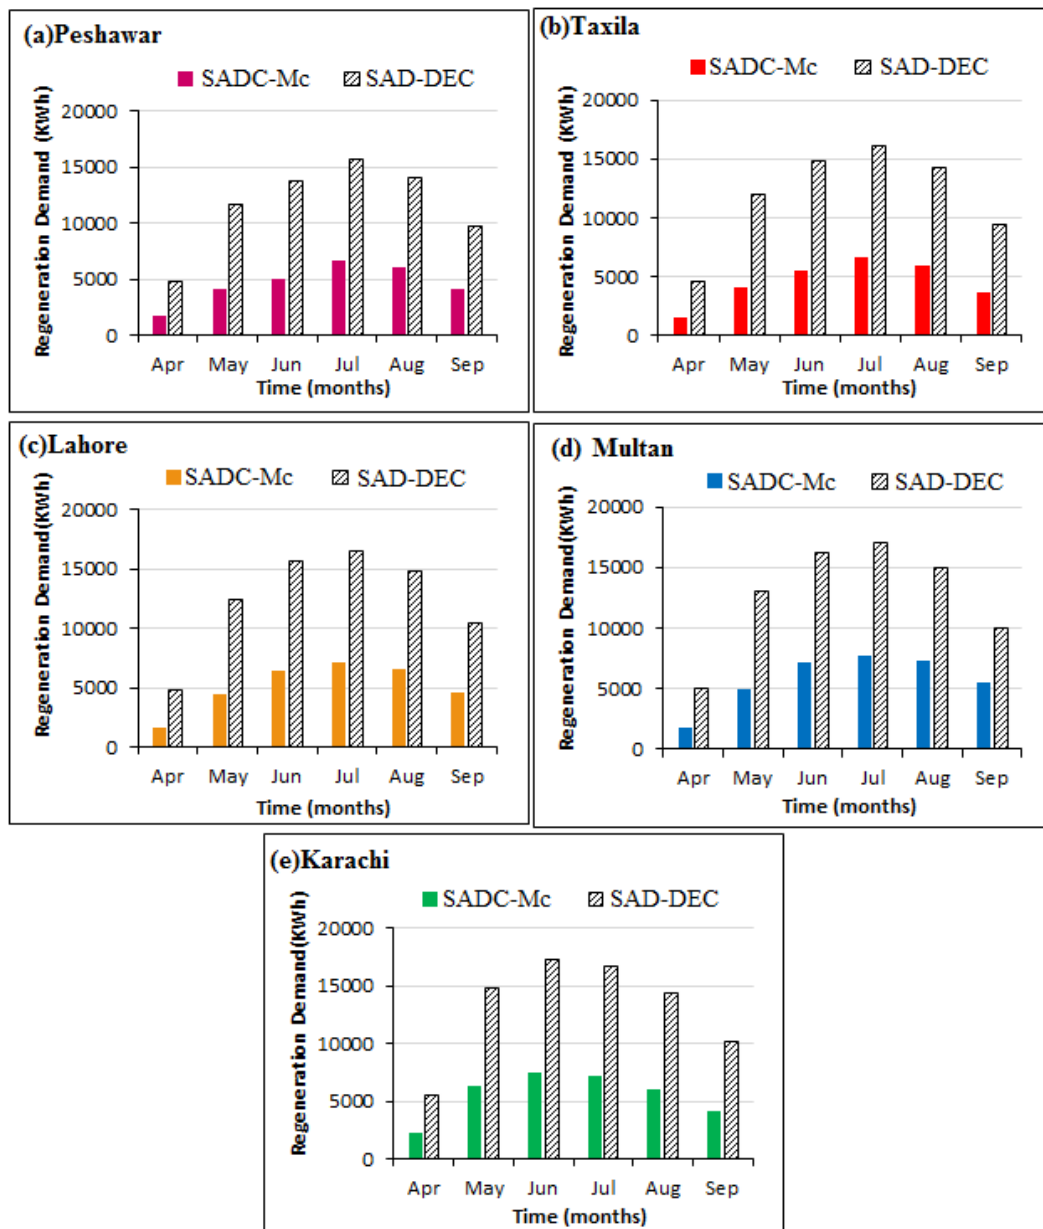 (a)Peshawar
SADC-Mc SAD-DEC
Regeneration Demand (KWh)
20000
15000
10000
5000
0
Apr May Jun Jul Aug Sep
Time (months)
(b)Taxila
SADC-Mc SAD-DEC
Regeneration Demand (KWh)
20000
15000
10000
5000
0
Apr May Jun Jul Aug Sep
Time (months)
(c)Lahore
SADC-Mc SAD-DEC
Regeneration Demand(KWh)
20000
15000
10000
5000
0
Apr May Jun Jul Aug Sep
Time (months)
(d) Multan
SADC-Mc SAD-DEC
Regeneration Demand(KWh)
20000
15000
10000
5000
0
Apr May Jun Jul Aug Sep
Time (months)
(e)Karachi
SADC-Mc SAD-DEC
Regeneration Demand(KWh)
20000
15000
10000
5000
0
Apr May Jun Jul Aug Sep
Time (months)